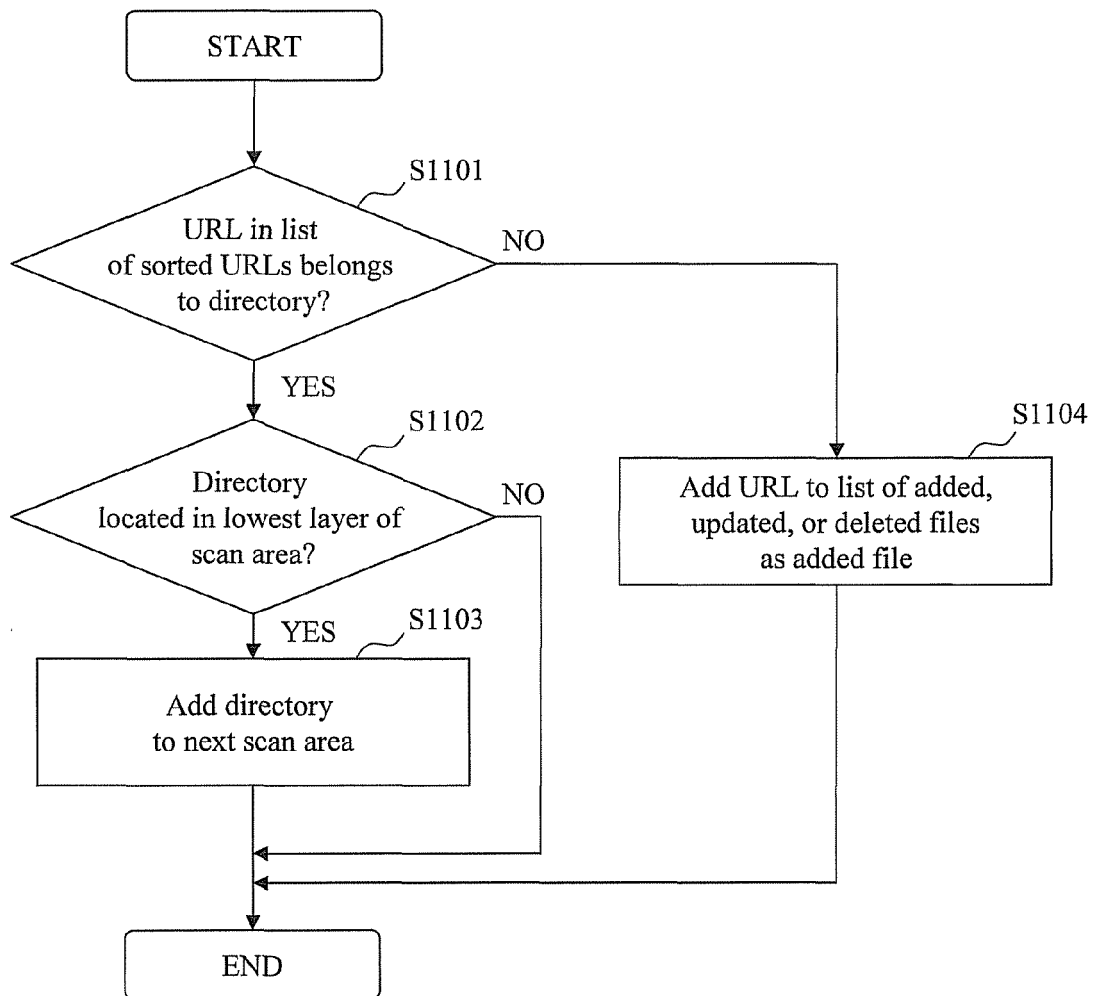 START
S1101
URL in list
of sorted URLs belongs
to directory?
NO
YES
S1102
Directory
located in lowest layer of
scan area?
NO
YES
S1103
Add directory
to next scan area
S1104
Add URL to list of added,
updated, or deleted files
as added file
END